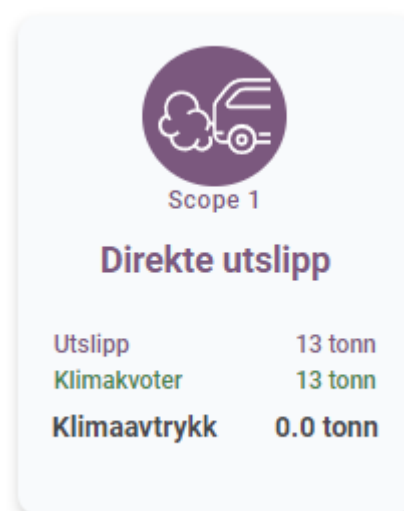 Scope 1
Direkte utslipp
Utslipp 13 tonn
Klimakvoter 13 tonn
Klimaavtrykk 0.0 tonn